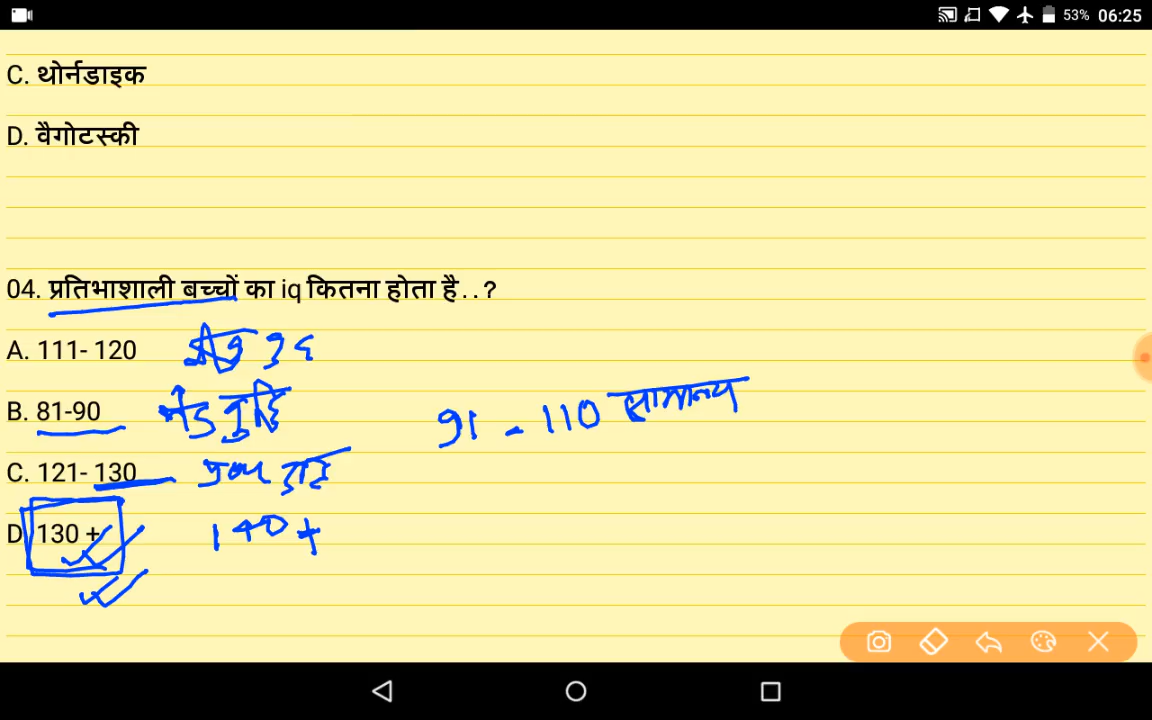 53% 06:25
C. थोर्नडाइक
D. वैगोटस्की
04. प्रतिभाशाली बच्चों का iq कितना होता है..?
A. 111- 120
B. 81-90 मंद बुद्धि
91 - 110 सामान्य
C. 121- 130
D 130 + 140 +